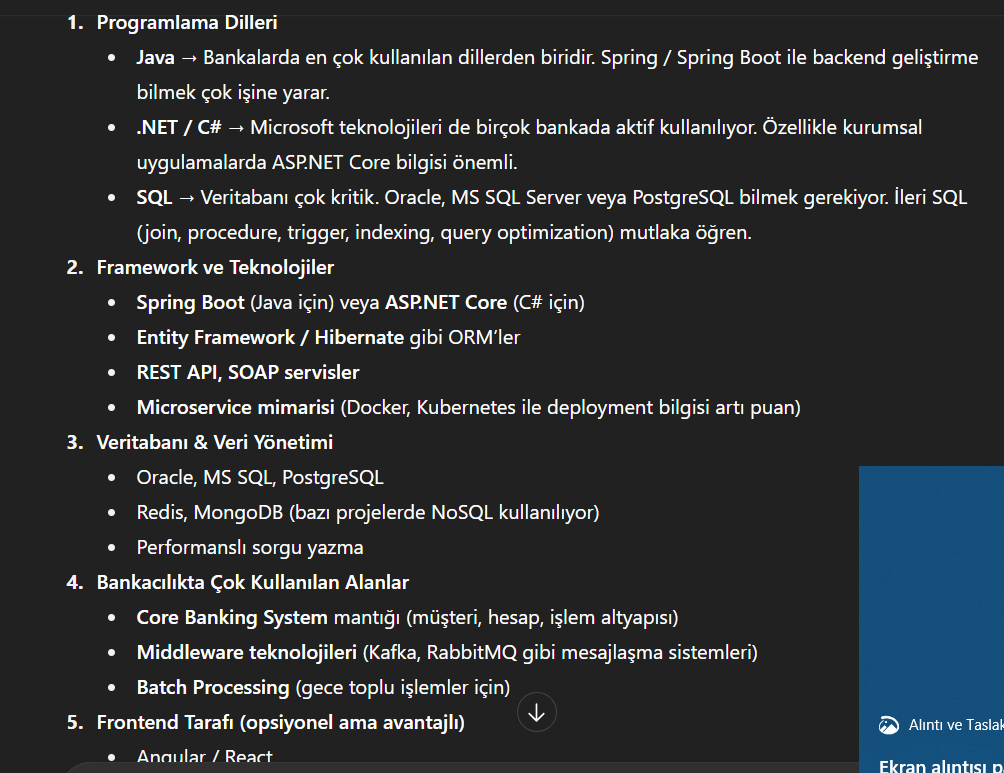 1. Programlama Dilleri
• Java → Bankalarda en çok kullanılan dillerden biridir. Spring / Spring Boot ile backend geliştirme
bilmek çok işine yarar.
• .NET / C# → Microsoft teknolojileri de birçok bankada aktif kullanılıyor. Özellikle kurumsal
uygulamalarda ASP.NET Core bilgisi önemli.
• SQL → Veritabanı çok kritik. Oracle, MS SQL Server veya PostgreSQL bilmek gerekiyor. İleri SQL
(join, procedure, trigger, indexing, query optimization) mutlaka öğren.
2. Framework ve Teknolojiler
• Spring Boot (Java için) veya ASP.NET Core (C# için)
• Entity Framework / Hibernate gibi ORM’ler
• REST API, SOAP servisler
• Microservice mimarisi (Docker, Kubernetes ile deployment bilgisi artı puan)
3. Veritabanı & Veri Yönetimi
• Oracle, MS SQL, PostgreSQL
• Redis, MongoDB (bazı projelerde NoSQL kullanılıyor)
• Performanslı sorgu yazma
4. Bankacılıkta Çok Kullanılan Alanlar
• Core Banking System mantığı (müşteri, hesap, işlem altyapısı)
• Middleware teknolojileri (Kafka, RabbitMQ gibi mesajlaşma sistemleri)
• Batch Processing (gece toplu işlemler için)
5. Frontend Tarafı (opsiyonel ama avantajlı)
• Angular / React
Alıntı ve Taslak
Ekran alıntısı p